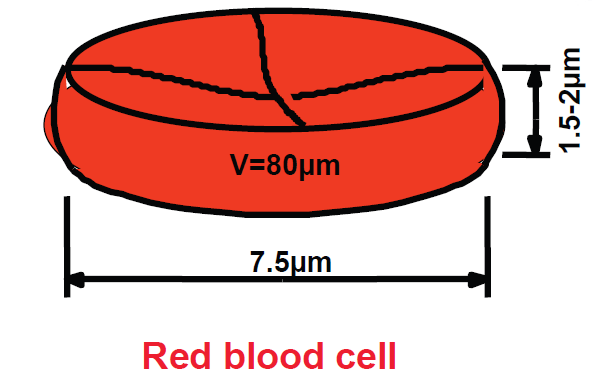 1.5-2µm
V=80µm
7.5µm
Red blood cell